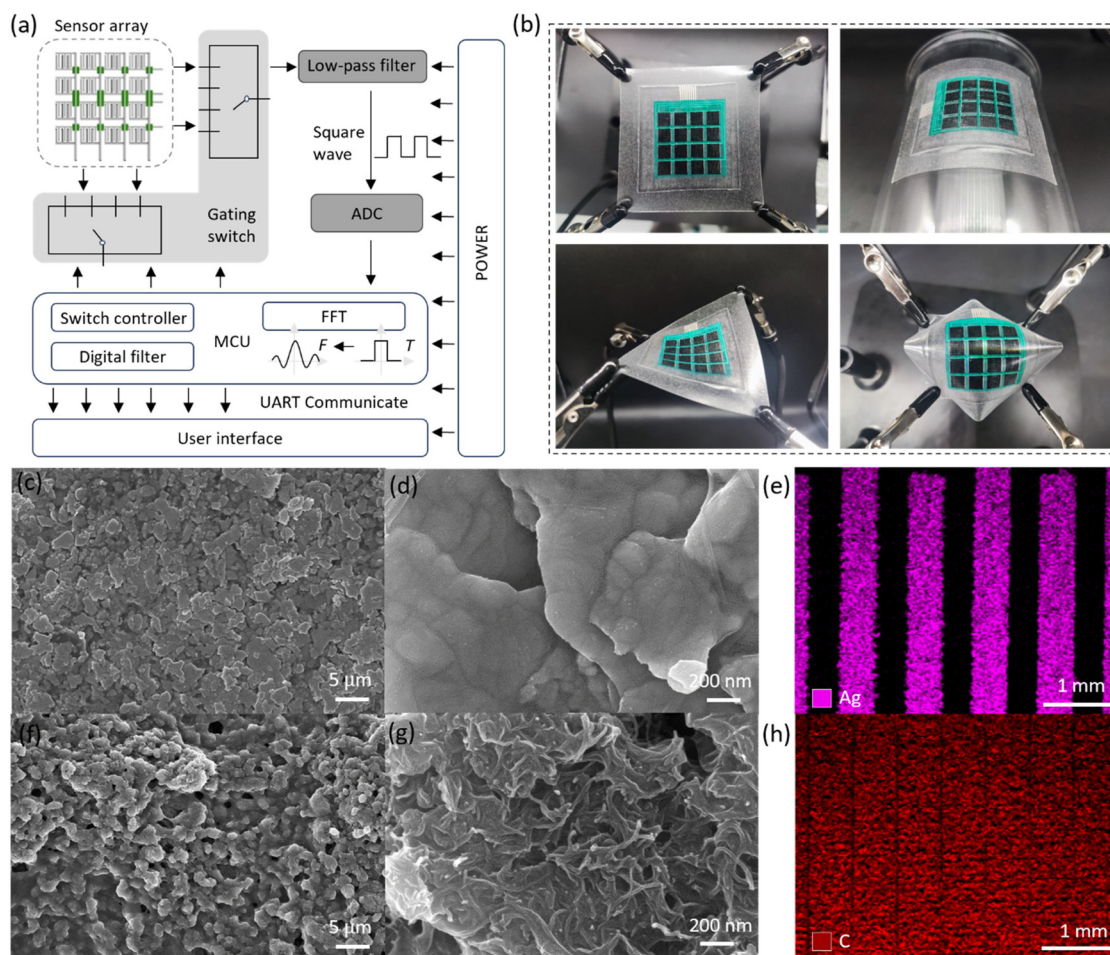 (a)
Sensor array
Low-pass filter
Square
wave
Gating
switch
ADC
POWER
Switch controller
Digital filter
MCU
FFT
F
T
UART Communicate
User interface
(b)
(c)
5 μm
(d)
200 nm
(e)
Ag
1 mm
(f)
5 μm
(g)
200 nm
(h)
C
1 mm